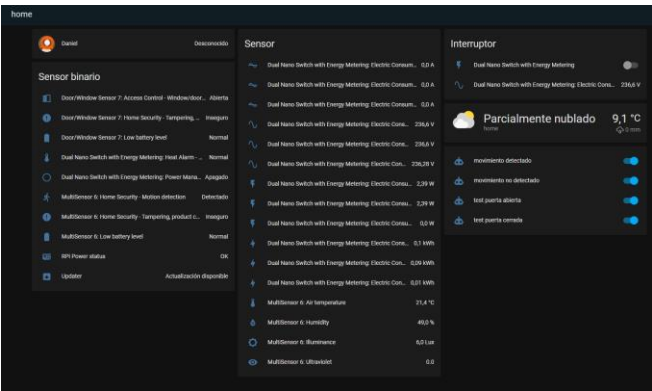 home
Daniel Desconocido
Sensor binario
Door/Window Sensor 7: Access Control - Window/door... Abierta
Door/Window Sensor 7: Home Security - Tampering, ... Inseguro
Door/Window Sensor 7: Low battery level Normal
Dual Nano Switch with Energy Metering: Heat Alarm - ... Normal
Dual Nano Switch with Energy Metering: Power Mana... Apagado
MultiSensor 6: Home Security - Motion detection Detectado
MultiSensor 6: Home Security - Tampering, product c... Inseguro
MultiSensor 6: Low battery level Normal
RPI Power status OK
Updater Actualización disponible
Sensor
Dual Nano Switch with Energy Metering: Electric Consum... 0,0 A
Dual Nano Switch with Energy Metering: Electric Consum... 0,0 A
Dual Nano Switch with Energy Metering: Electric Consum... 0,0 A
Dual Nano Switch with Energy Metering: Electric Cons... 236,6 V
Dual Nano Switch with Energy Metering: Electric Cons... 236,6 V
Dual Nano Switch with Energy Metering: Electric Con... 236,28 V
Dual Nano Switch with Energy Metering: Electric Consu... 2,39 W
Dual Nano Switch with Energy Metering: Electric Consu... 2,39 W
Dual Nano Switch with Energy Metering: Electric Consu... 0,0 W
Dual Nano Switch with Energy Metering: Electric Cons... 0,1 kWh
Dual Nano Switch with Energy Metering: Electric Con... 0,09 kWh
Dual Nano Switch with Energy Metering: Electric Con... 0,01 kWh
MultiSensor 6: Air temperature 21,4 °C
MultiSensor 6: Humidity 49,0 %
MultiSensor 6: Illuminance 6,0 Lux
MultiSensor 6: Ultraviolet 0,0
Interruptor
Dual Nano Switch with Energy Metering
Dual Nano Switch with Energy Metering: Electric Cons... 236,6 V
Parcialmente nublado 9,1 °C
home 0 mm
movimiento detectado
movimiento no detectado
test puerta abierta
test puerta cerrada